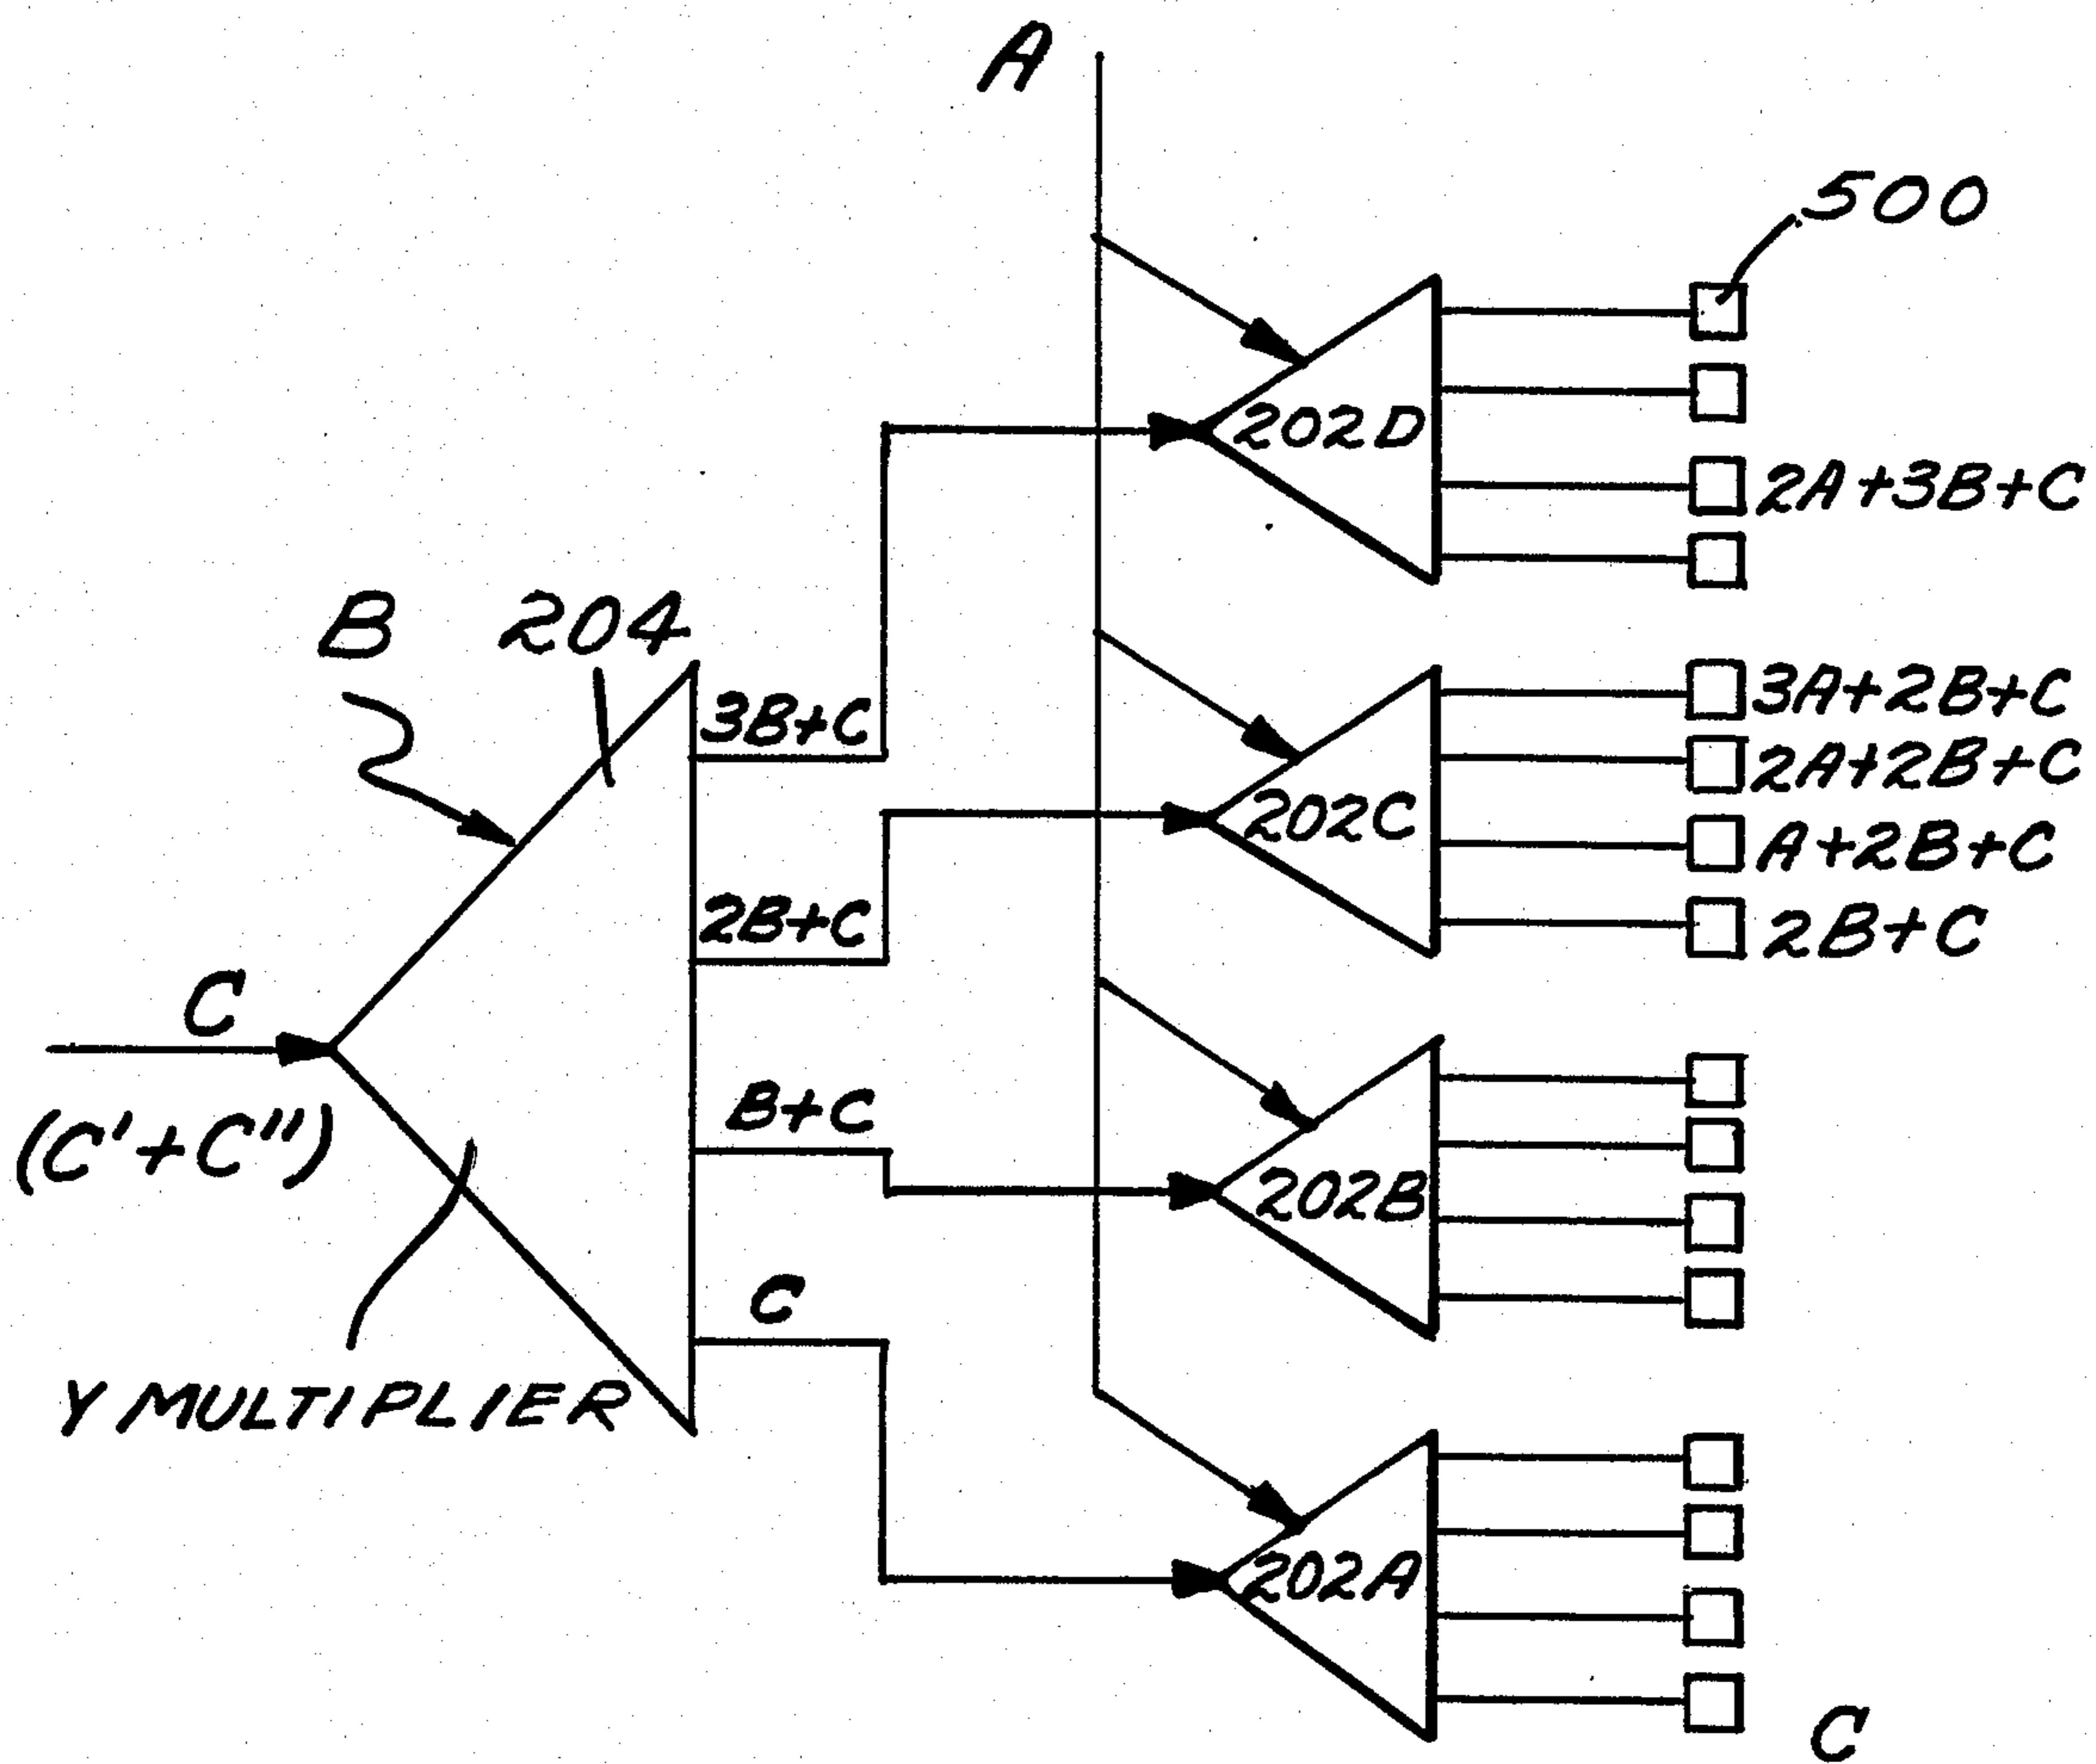 A
500
202D
2A+3B+C
B
204
3B+C
3A+2B+C
2A+2B+C
202C
A+2B+C
2B+C
2B+C
C
(C'+C")
B+C
202B
C
Y MULTIPLIER
202A
C